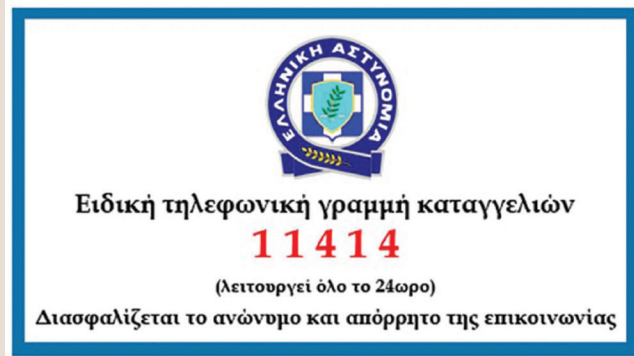 ΕΛΛΗΝΙΚΗ ΑΣΤΥΝΟΜΙΑ
Ειδική τηλεφωνική γραμμή καταγγελιών
11414
(λειτουργεί όλο το 24ωρο)
Διασφαλίζεται το ανώνυμο και απόρρητο της επικοινωνίας